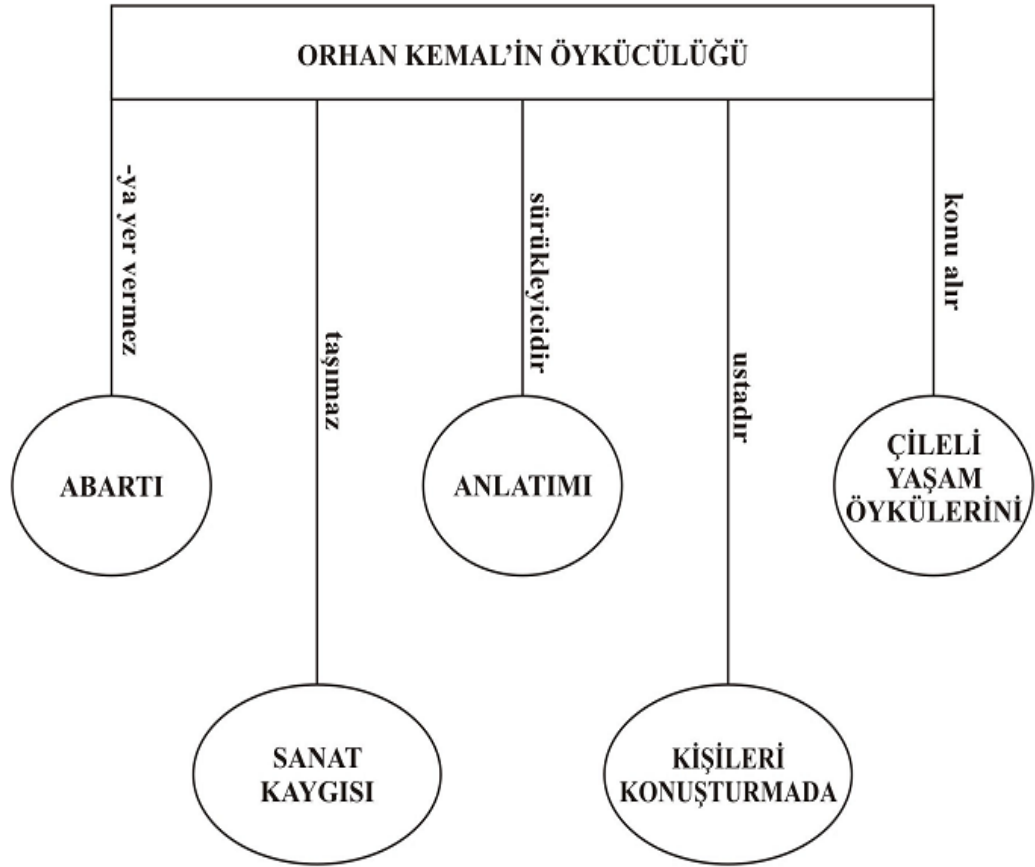 ORHAN KEMAL’İN ÖYKÜCÜLÜĞÜ
-ya yer vermez
taşımaz
sürükleyicidir
ustadır
konu alır
ABARTI
ANLATIMI
ÇİLELİ
YAŞAM
ÖYKÜLERİNİ
SANAT
KAYGISI
KİŞİLERİ
KONUŞTURMADA